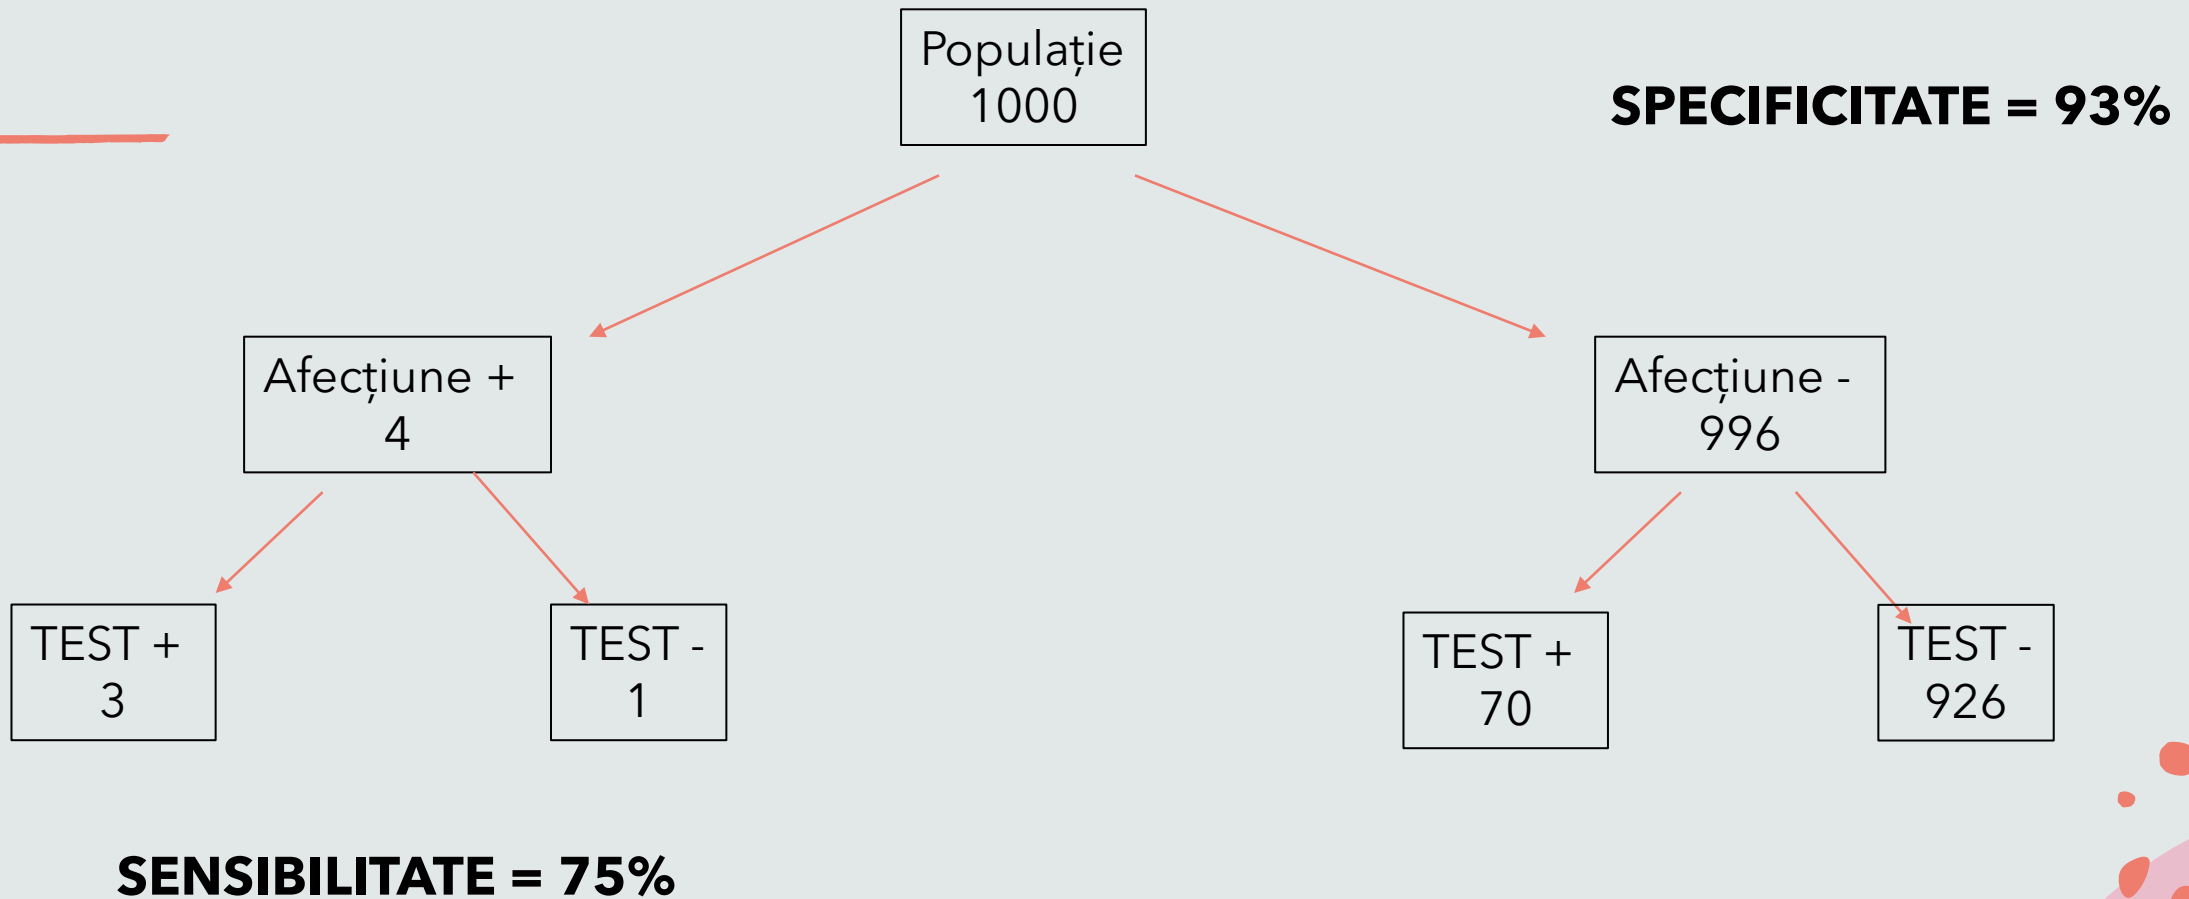 Populație
1000
SPECIFICITATE = 93%
Afecțiune +
4
Afecțiune -
996
TEST +
3
TEST -
1
TEST +
70
TEST -
926
SENSIBILITATE = 75%